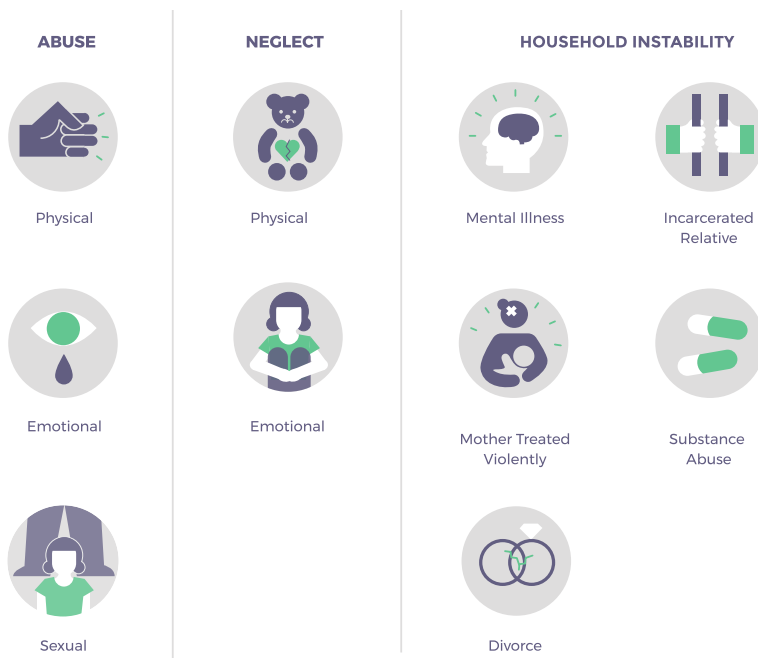 ABUSE
Physical
Emotional
Sexual
NEGLECT
Physical
Emotional
HOUSEHOLD INSTABILITY
Mental Illness
Incarcerated
Relative
Mother Treated
Violently
Substance
Abuse
Divorce